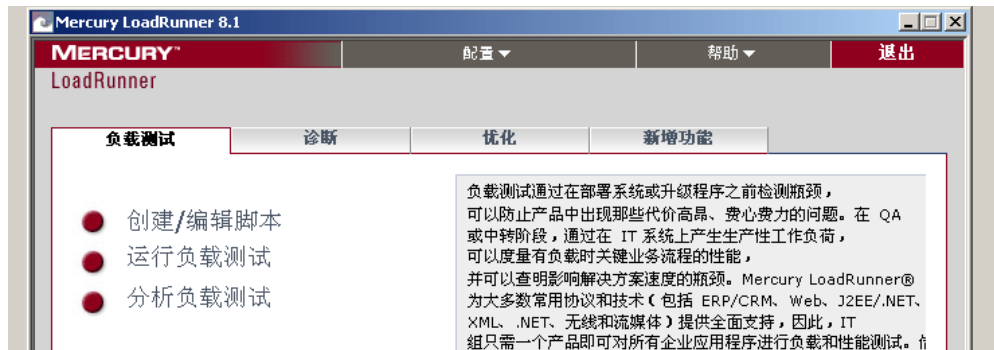 Mercury LoadRunner 8.1
MERCURY™ 配置 帮助 退出
LoadRunner
负载测试 诊断 优化 新增功能
创建/编辑脚本
运行负载测试
分析负载测试
负载测试通过在部署系统或升级程序之前检测瓶颈，
可以防止产品中出现那些代价高昂、费心费力的问题。在 QA
或中转阶段，通过在 IT 系统上产生生产性工作负荷，
可以度量有负载时关键业务流程的性能，
并可以查明影响解决方案速度的瓶颈。Mercury LoadRunner®
为大多数常用协议和技术（包括 ERP/CRM、Web、J2EE/.NET、
XML、.NET、无线和流媒体）提供全面支持，因此，IT
组只需一个产品即可对所有企业应用程序进行负载和性能测试。